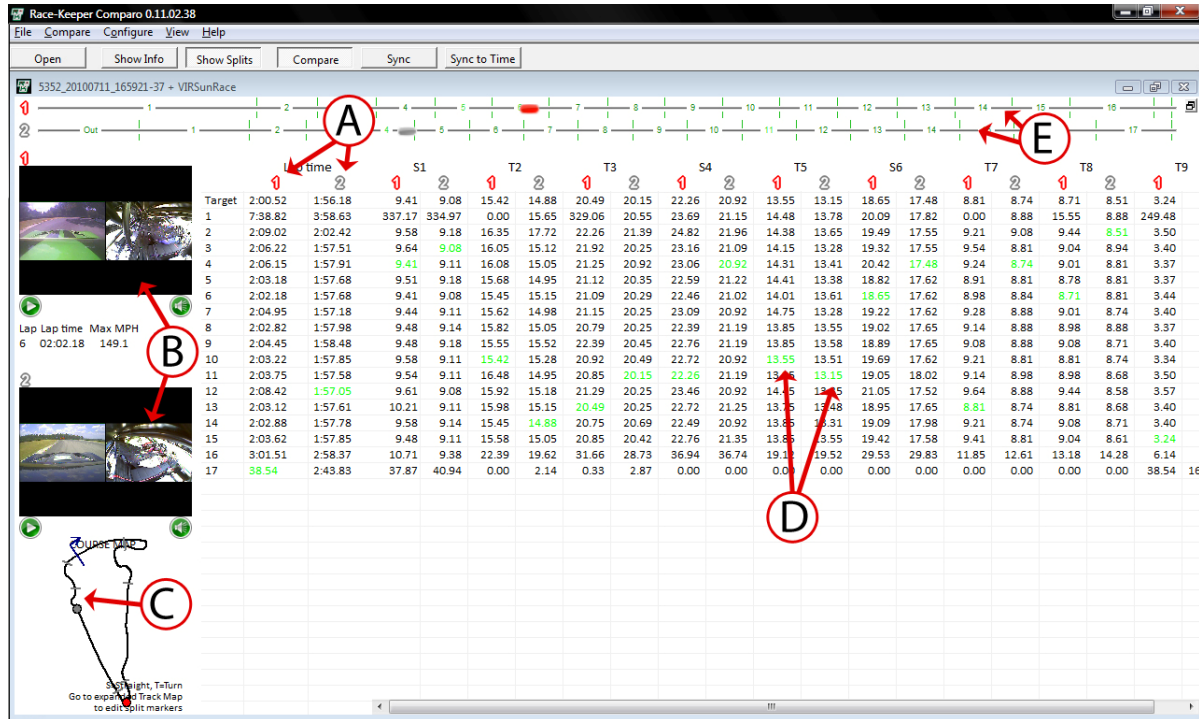 Race-Keeper Comparo 0.11.02.38
File Compare Configure View Help
Open Show Info Show Splits Compare Sync Sync to Time
5352_20100711_165921-37 + VIRSunRace
1 1 2 4 5 6 7 8 9 10 11 12 13 14 15 16
2 Out 1 2 4 5 6 7 8 9 10 11 12 13 14 17
A
E
1
Lap time S1 T2 T3 S4 T5 S6 T7 T8 T9
1 2 1 2 1 2 1 2 1 2 1 2 1 2 1 2 1 2 1
Target 2:00.52 1:56.18 9.41 9.08 15.42 14.88 20.49 20.15 22.26 20.92 13.55 13.15 18.65 17.48 8.81 8.74 8.71 8.51 3.24
1 7:38.82 3:58.63 337.17 334.97 0.00 15.65 329.06 20.55 23.69 21.15 14.48 13.78 20.09 17.82 0.00 8.88 15.55 8.88 249.48
2 2:09.02 2:02.42 9.58 9.18 16.35 17.72 22.26 21.39 24.82 21.96 14.38 13.65 19.49 17.55 9.21 9.08 9.44 8.51 3.50
3 2:06.22 1:57.51 9.64 9.08 16.05 15.12 21.92 20.25 23.16 21.09 14.15 13.28 19.32 17.55 9.54 8.81 9.04 8.94 3.40
4 2:06.15 1:57.91 9.41 9.11 16.08 15.05 21.25 20.92 23.06 20.92 14.31 13.41 20.42 17.48 9.24 8.74 9.01 8.81 3.37
5 2:03.18 1:57.68 9.51 9.18 15.68 14.95 21.12 20.35 22.59 21.22 14.41 13.38 18.82 17.62 8.91 8.81 8.78 8.81 3.37
6 2:02.18 1:57.68 9.41 9.08 15.45 15.15 21.09 20.29 22.46 21.02 14.01 13.61 18.65 17.62 8.98 8.84 8.71 8.81 3.44
7 2:04.95 1:57.18 9.44 9.11 15.62 14.98 21.15 20.25 23.09 20.92 14.75 13.28 19.22 17.62 9.28 8.88 9.01 8.74 3.40
8 2:02.82 1:57.98 9.48 9.14 15.82 15.05 20.79 20.25 22.39 21.19 13.85 13.55 19.02 17.65 9.14 8.88 8.98 8.88 3.37
9 2:04.45 1:58.48 9.48 9.18 15.55 15.52 22.39 20.45 22.76 21.19 13.58 13.58 18.89 17.65 9.08 8.88 9.08 8.71 3.40
10 2:03.22 1:57.85 9.58 9.11 15.42 15.28 20.92 20.49 22.72 20.92 13.55 13.51 19.69 17.62 9.21 8.81 8.81 8.74 3.34
11 2:03.75 1:57.58 9.54 9.11 16.48 14.95 20.85 20.15 22.26 21.19 13.15 19.05 18.02 9.14 8.98 8.98 8.68 3.50
12 2:08.42 1:57.05 9.61 9.08 15.92 15.18 21.29 20.25 23.46 20.92 21.05 17.52 9.64 8.88 9.44 8.58 3.57
13 2:03.12 1:57.61 10.21 9.11 15.98 15.15 20.49 20.25 22.72 21.25 13.75 13.48 18.95 17.65 8.81 8.74 8.81 8.68 3.40
14 2:02.88 1:57.78 9.58 9.14 15.45 14.88 20.75 20.69 22.49 20.92 13.85 13.31 19.09 17.98 9.21 8.74 9.08 8.71 3.40
15 2:03.62 1:57.85 9.48 9.11 15.58 15.05 20.85 20.42 22.76 21.35 13.85 13.55 19.42 17.58 9.41 8.81 9.04 8.61 3.24
16 3:01.51 2:58.37 10.71 9.38 22.39 19.62 31.66 28.73 36.94 36.74 19.12 19.52 29.53 29.83 11.85 12.61 13.18 14.28 6.14
17 38.54 2:43.83 37.87 40.94 0.00 2.14 0.33 2.87 0.00 0.00 0.00 0.00 0.00 0.00 0.00 0.00 0.00 0.00 38.54 16
Lap Lap time Max MPH
6 02:02.18 149.1
B
2
D
COURSE MAP
C
S=Straight, T=Turn
Go to expanded Track Map
to edit split markers